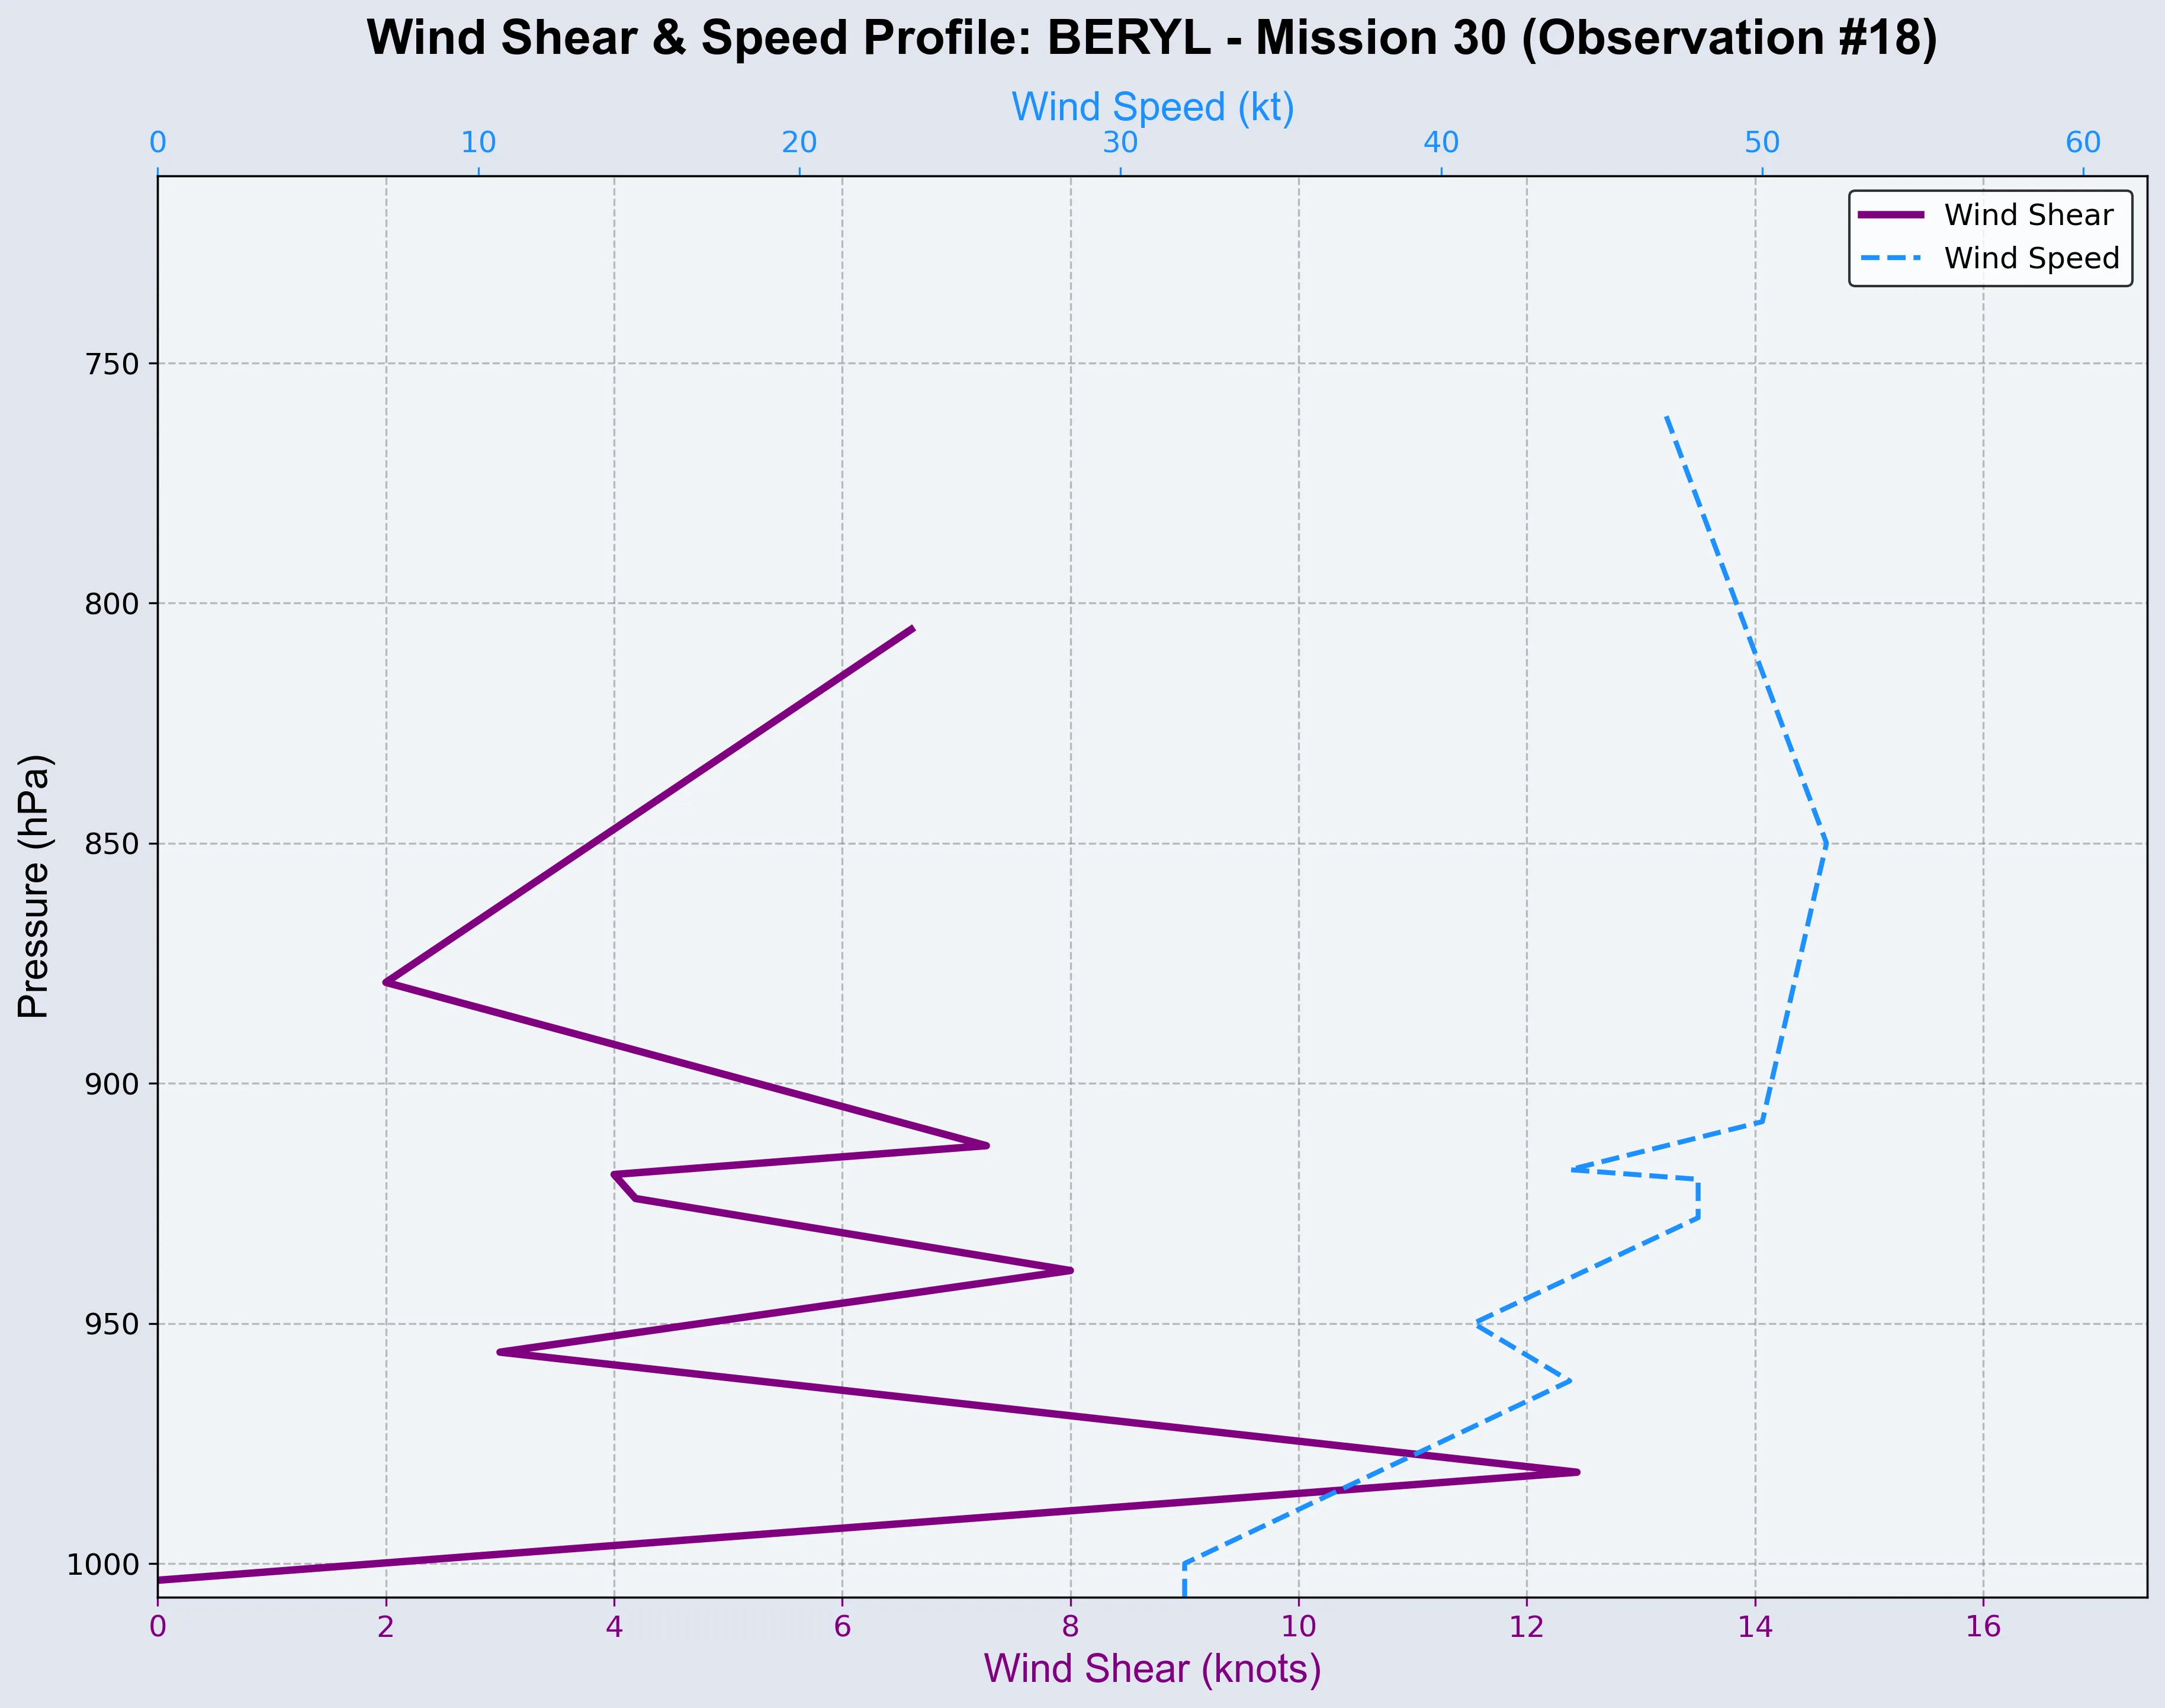 Wind Shear & Speed Profile: BERYL - Mission 30 (Observation #18)
Wind Speed (kt)
0 10 20 30 40 50 60
Wind Shear
Wind Speed
750
800
850
900
950
1000
Pressure (hPa)
0 2 4 6 8 10 12 14 16
Wind Shear (knots)